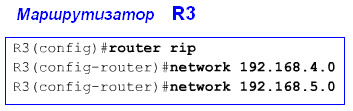 Маршрутизатор R3
R3(config)#router rip
R3(config-router)#network 192.168.4.0
R3(config-router)#network 192.168.5.0